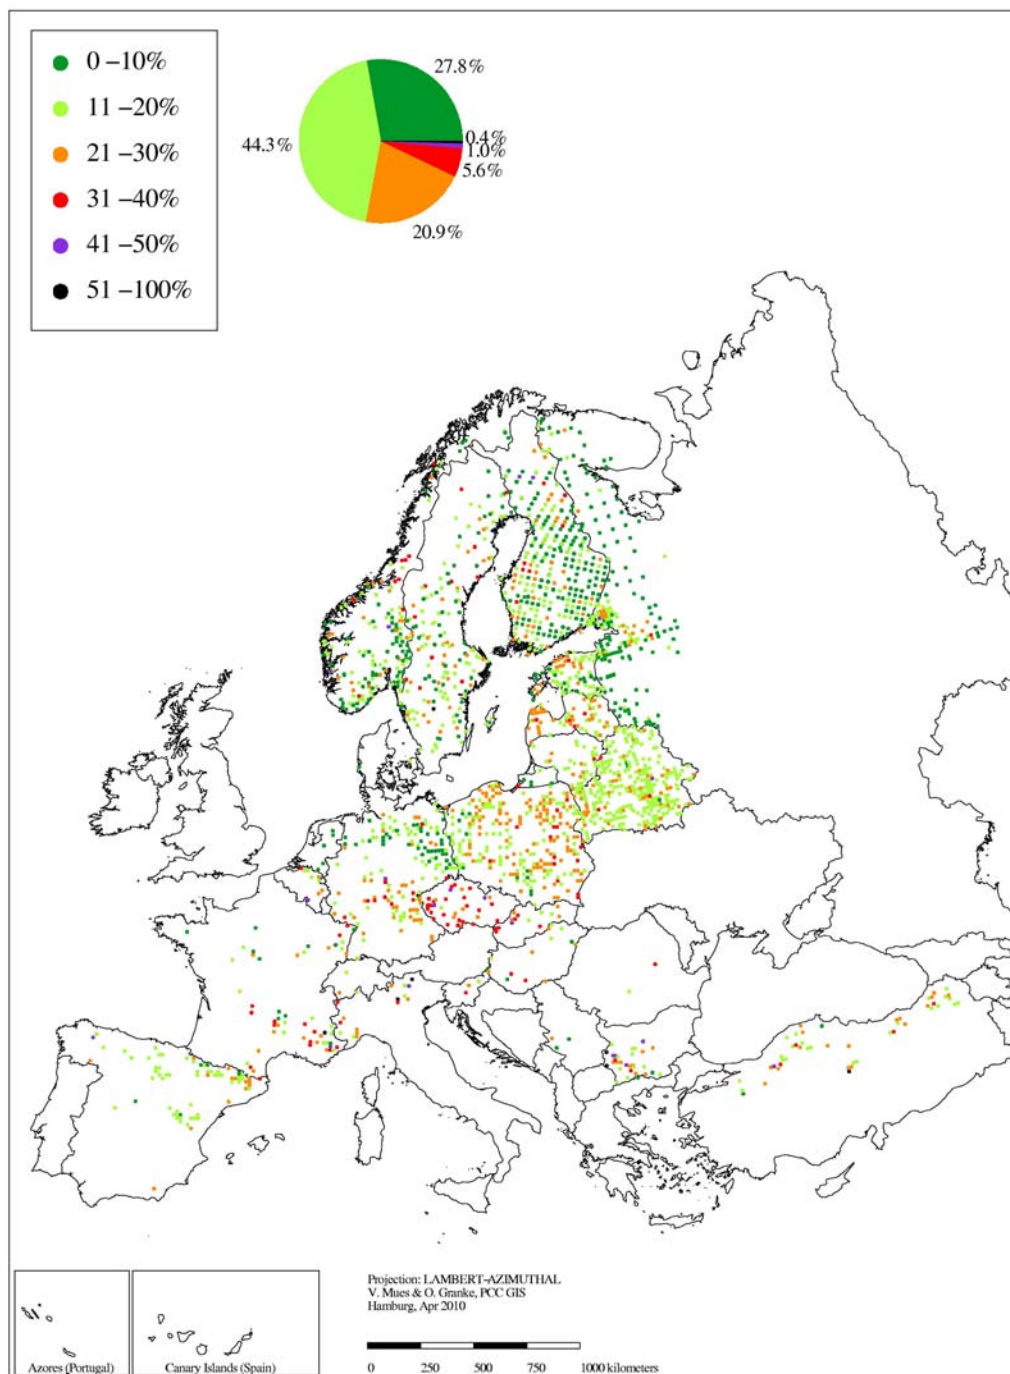 0 –10%
11 –20%
21 –30%
31 –40%
41 –50%
51 –100%
27.8%
0.4%
1.0%
5.6%
20.9%
44.3%
Projection: LAMBERT-AZIMUTHAL
V. Mues & O. Granke, PCC GIS
Hamburg, Apr 2010
0 250 500 750 1000 kilometers
Azores (Portugal)
Canary Islands (Spain)